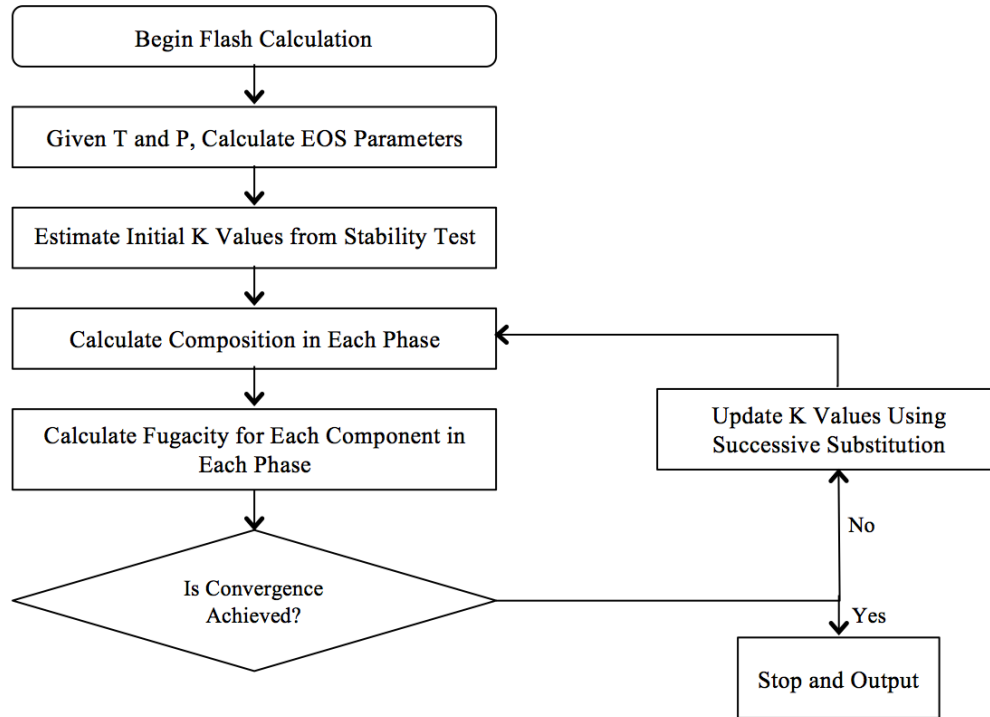 Begin Flash Calculation
Given T and P, Calculate EOS Parameters
Estimate Initial K Values from Stability Test
Calculate Composition in Each Phase
Calculate Fugacity for Each Component in
Each Phase
Update K Values Using
Successive Substitution
No
Is Convergence
Achieved?
Yes
Stop and Output